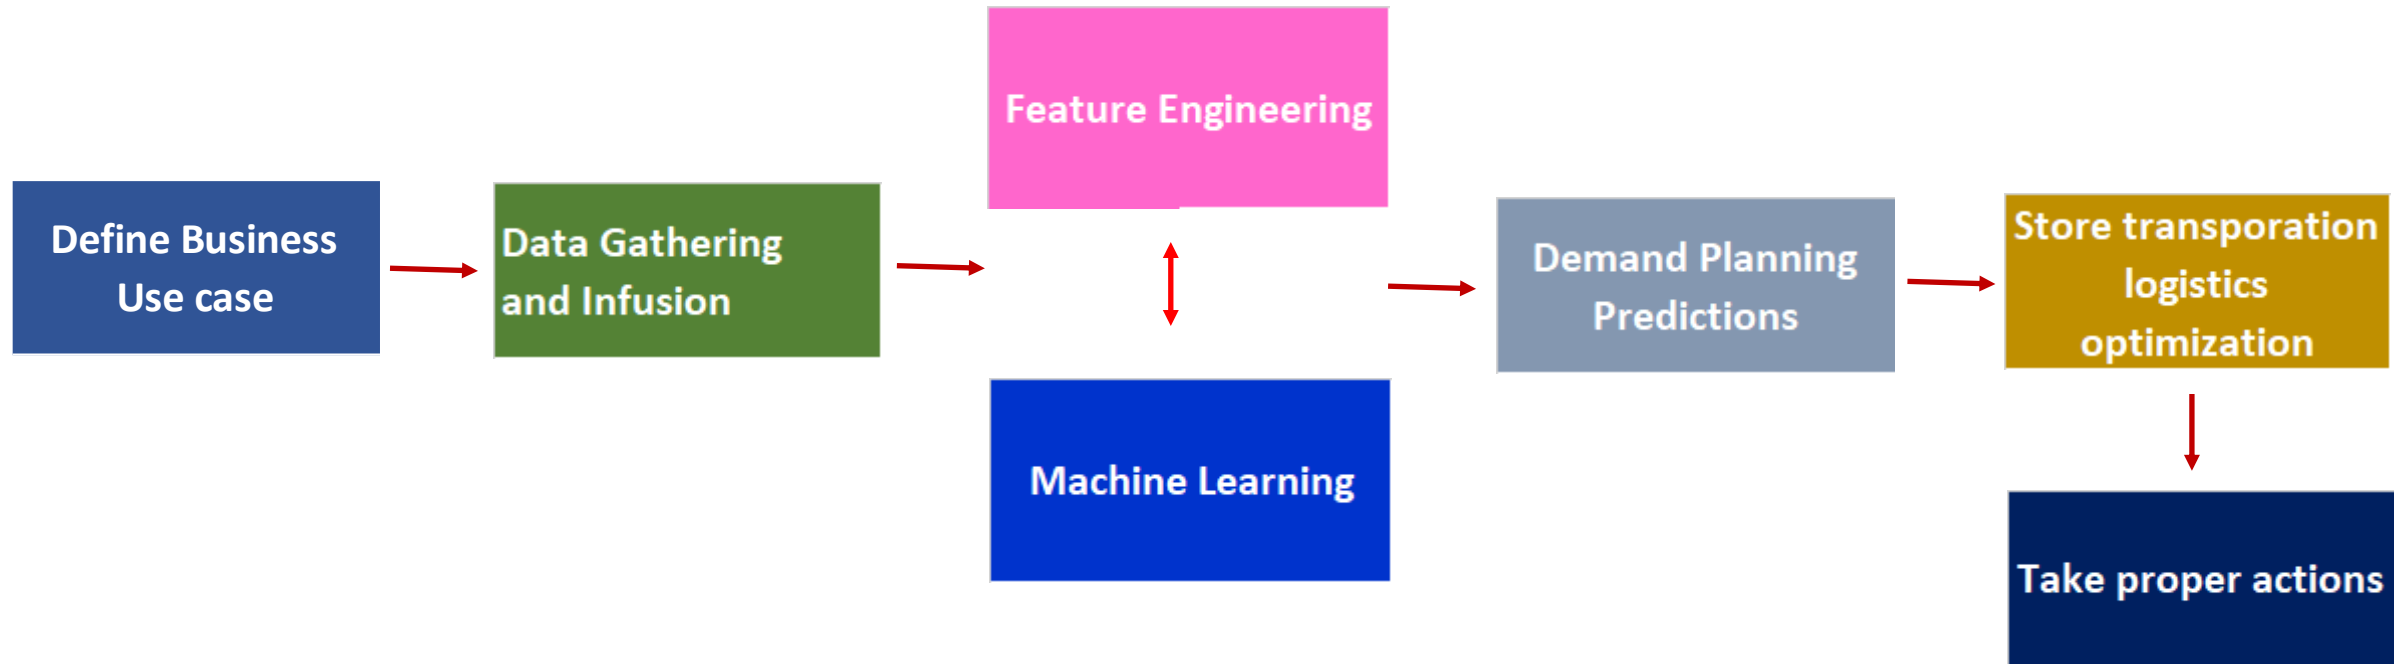 Define Business
Use case
Data Gathering
and Infusion
Feature Engineering
Machine Learning
Demand Planning
Predictions
Store transporation
logistics
optimization
Take proper actions